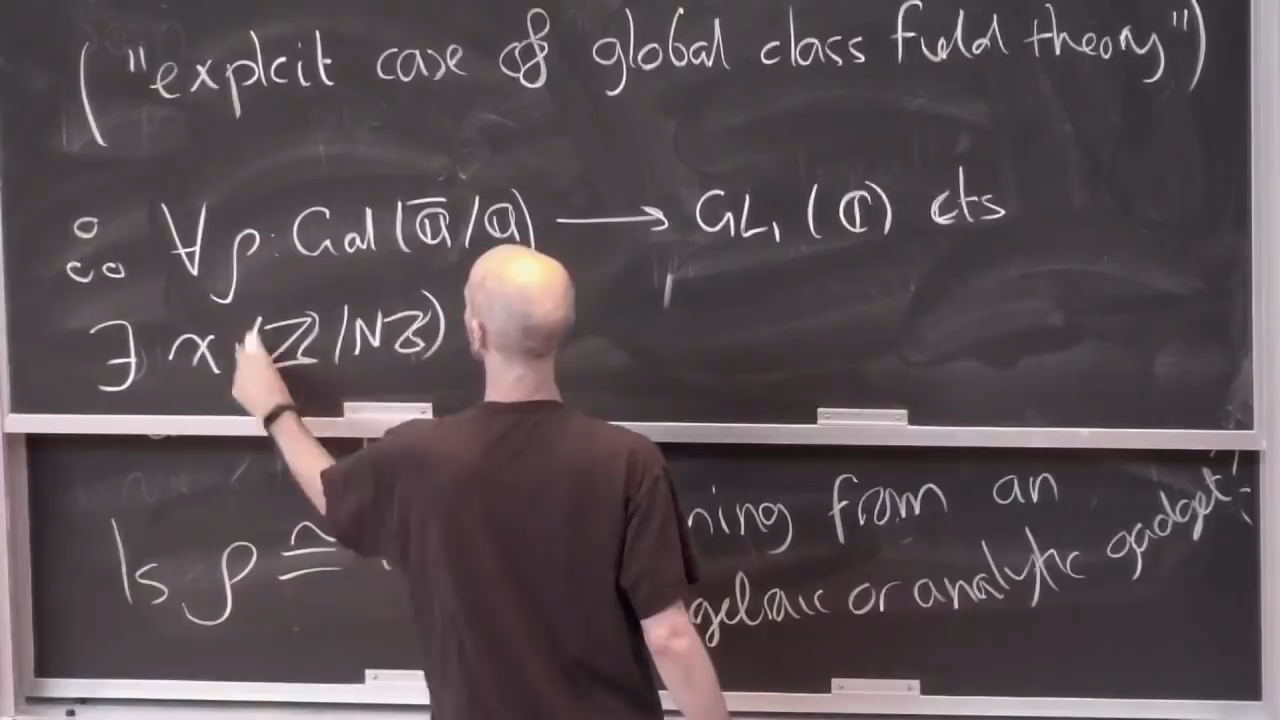 ("explcit case of global class field theory")
∴ ∀ρ: Gal(ℚ̄/ℚ) ⟶ GL₁(ℂ) cts
∃ χ (ℤ/Nℤ)
Is ρ ≅ ning from an
gebraic or analytic gadget?